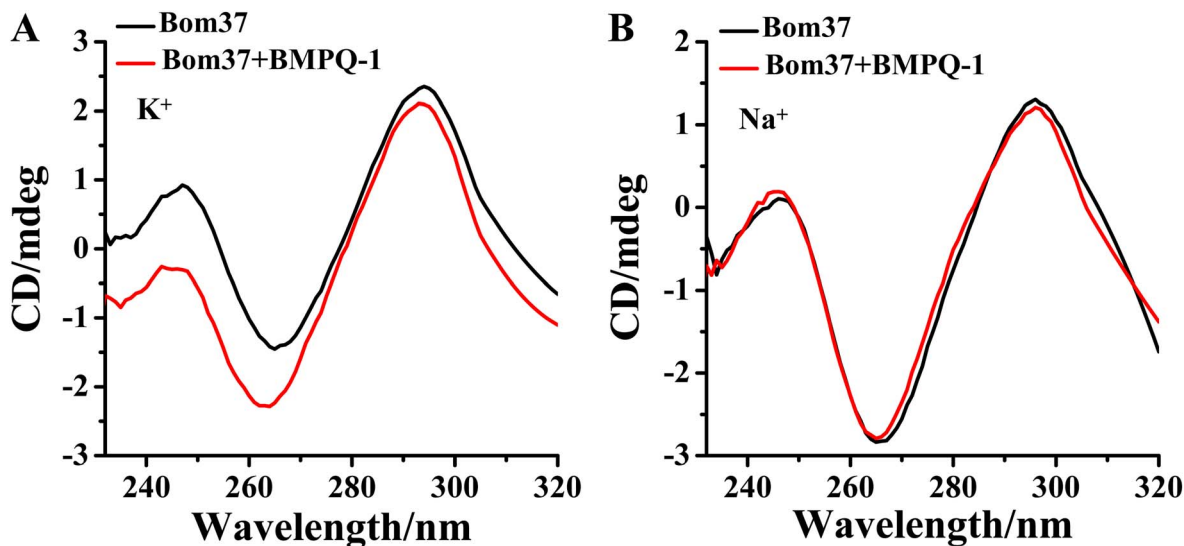 A
Bom37
Bom37+BMPQ-1
K⁺
3
2
1
0
-1
-2
-3
CD/mdeg
240
260
280
300
320
Wavelength/nm
B
Bom37
Bom37+BMPQ-1
Na⁺
2
1
0
-1
-2
-3
CD/mdeg
240
260
280
300
320
Wavelength/nm